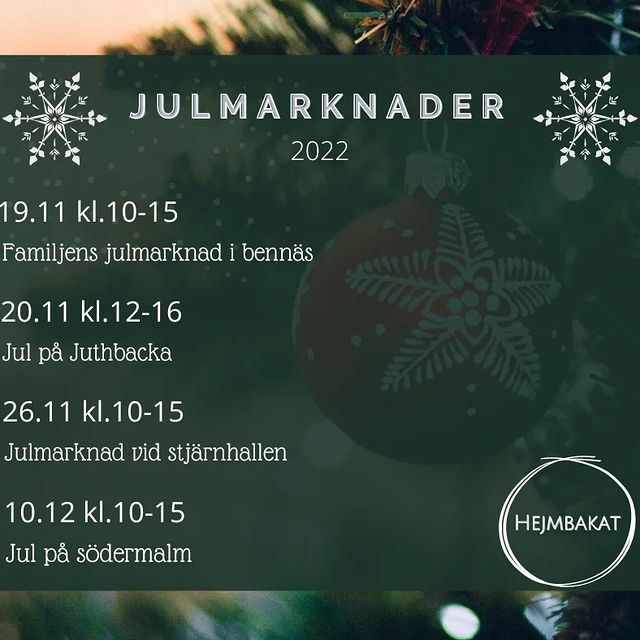 JULMARKNADER
2022
19.11 kl.10-15
Familjens julmarknad i bennäs
20.11 kl.12-16
Jul på Juthbacka
26.11 kl.10-15
Julmarknad vid stjärnhallen
10.12 kl.10-15
Jul på södermalm
HEJMBAKAT